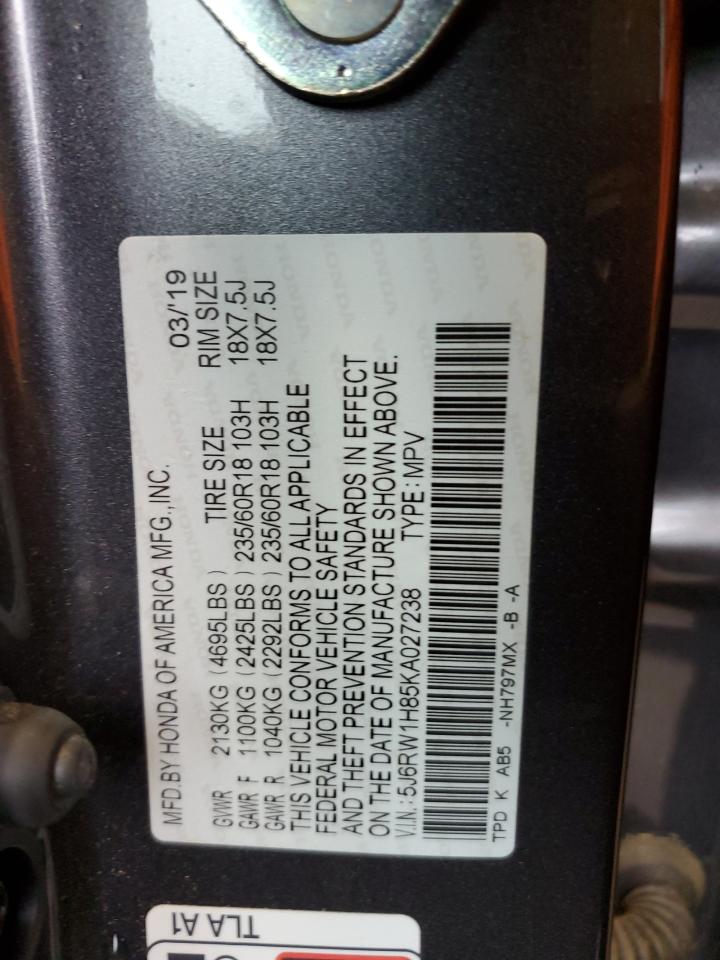 MFD.BY HONDA OF AMERICA MFG.,INC. 03/'19
GVWR 2130KG (4695LBS) TIRE SIZE RIM SIZE
GAWR F 1100KG (2425LBS) 235/60R18 103H 18X7.5J
GAWR R 1040KG (2292LBS) 235/60R18 103H 18X7.5J
THIS VEHICLE CONFORMS TO ALL APPLICABLE
FEDERAL MOTOR VEHICLE SAFETY
AND THEFT PREVENTION STANDARDS IN EFFECT
ON THE DATE OF MANUFACTURE SHOWN ABOVE.
V.I.N.:5J6RW1H85KA027238 TYPE:MPV
TPD K AB5 -NH797MX -B -A
TLA A1